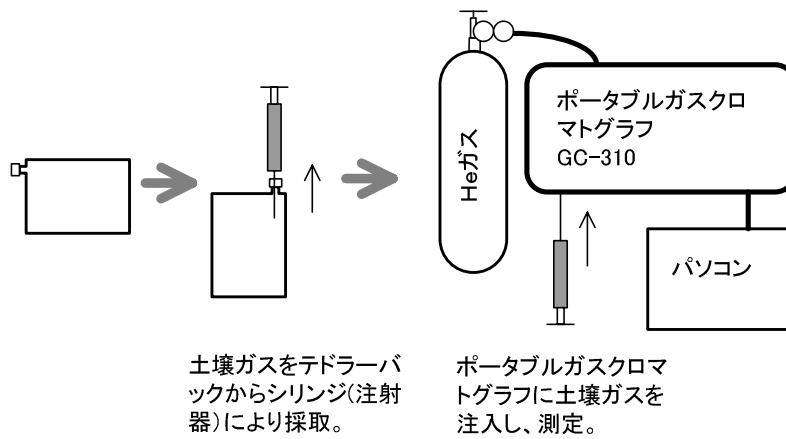 Heガス
ポータブルガスクロ
マトグラフ
GC-310
パソコン
土壌ガスをテドラーバ
ックからシリンジ(注射
器)により採取。
ポータブルガスクロマ
トグラフに土壌ガスを
注入し、測定。